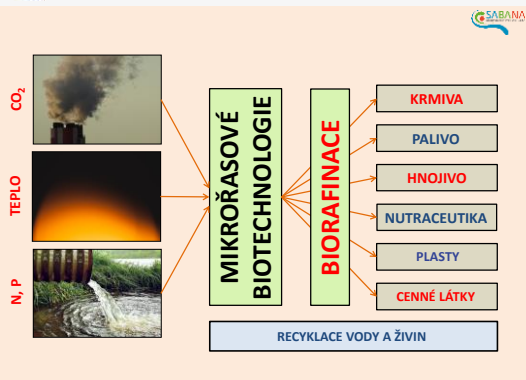 SABANA
CO₂
TEPLO
N, P
MIKROŘASOVÉ
BIOTECHNOLOGIE
BIORAFINACE
KRMIVA
PALIVO
HNOJIVO
NUTRACEUTIKA
PLASTY
CENNÉ LÁTKY
RECYKLACE VODY A ŽIVIN